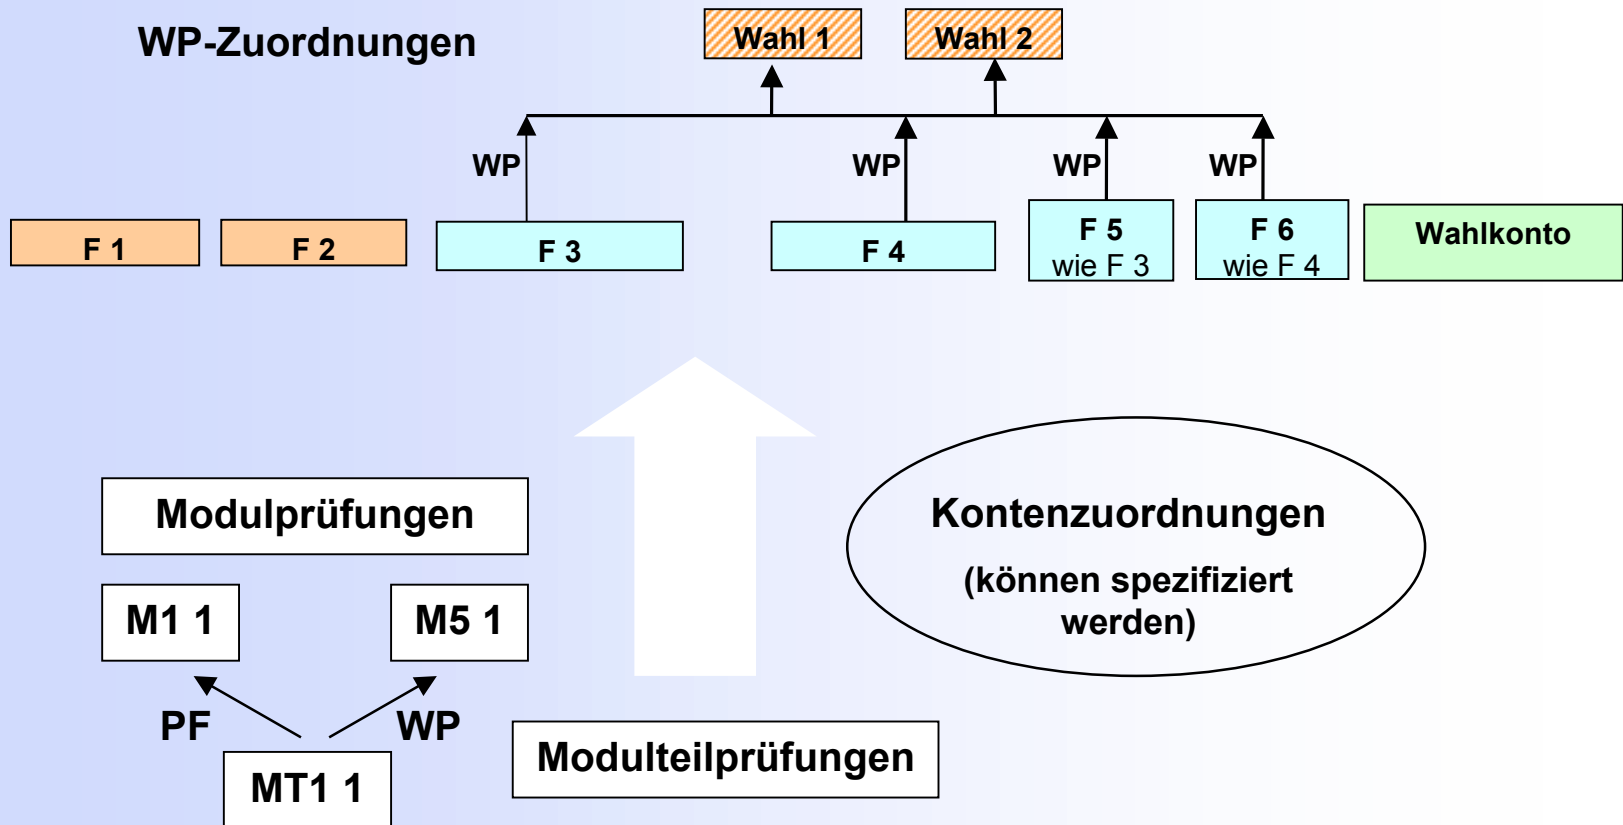 WP-Zuordnungen
Wahl 1
Wahl 2
WP
WP
WP
WP
F 1
F 2
F 3
F 4
F 5
wie F 3
F 6
wie F 4
Wahlkonto
Modulprüfungen
M1 1
M5 1
PF
WP
MT1 1
Modulteilprüfungen
Kontenzuordnungen
(können spezifiziert
werden)